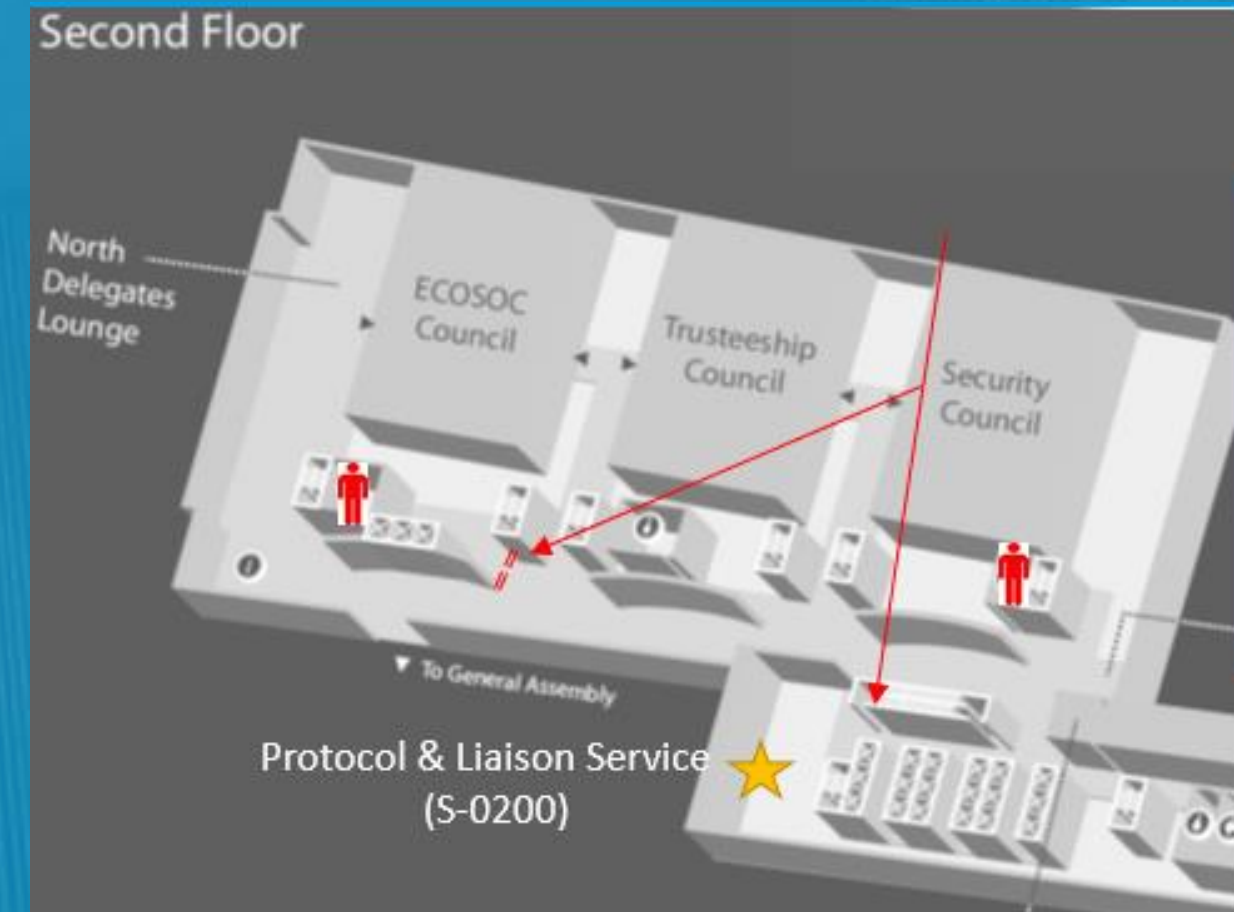 Second Floor
North
Delegates
Lounge
ECOSOC
Council
Trusteeship
Council
Security
Council
To General Assembly
Protocol & Liaison Service
(S-0200)